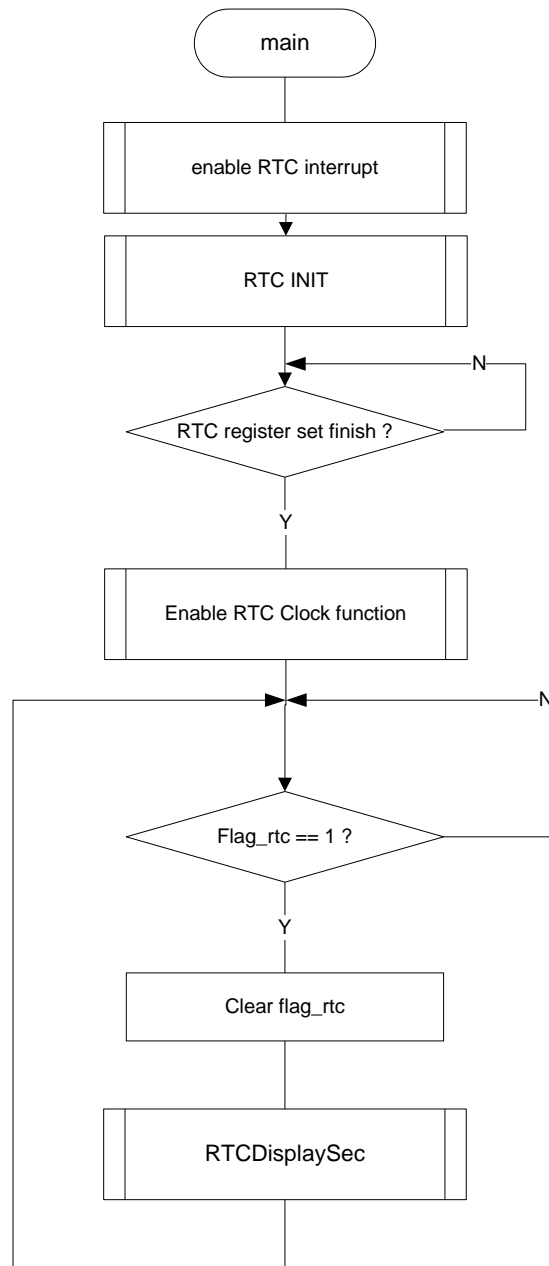 main
enable RTC interrupt
RTC INIT
N
RTC register set finish ?
Y
Enable RTC Clock function
N
Flag_rtc == 1 ?
Y
Clear flag_rtc
RTCDisplaySec